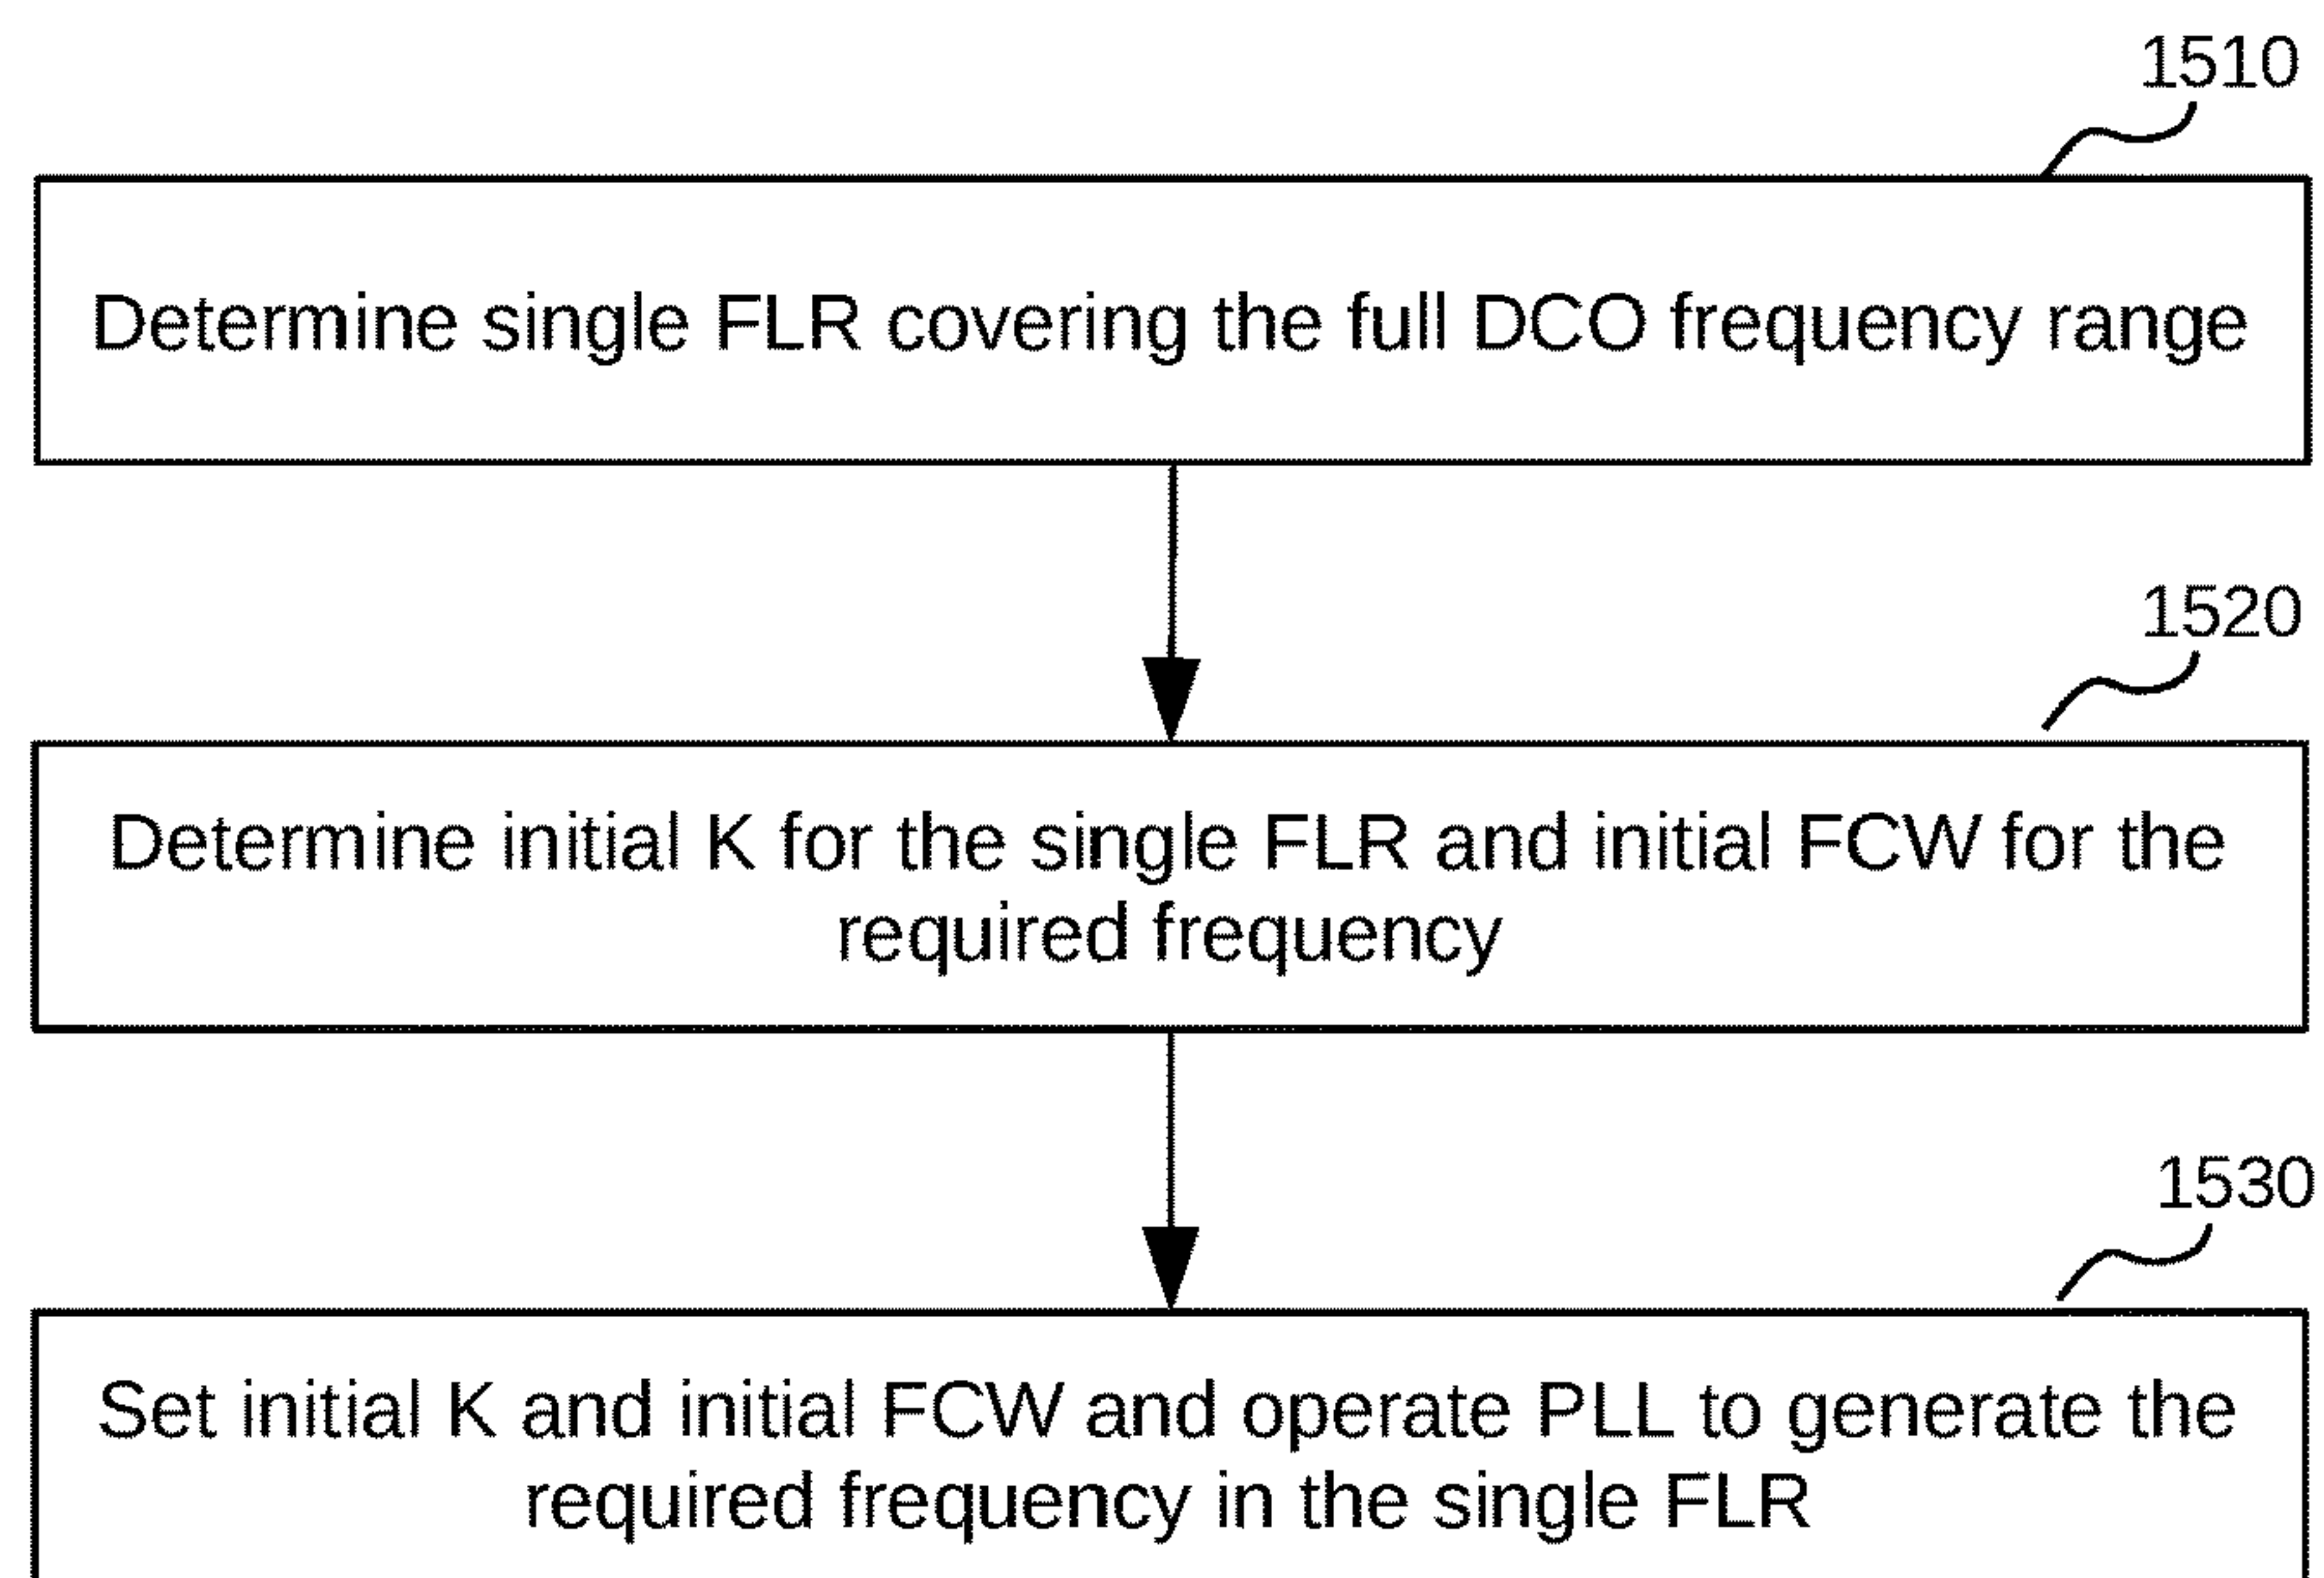 1510
Determine single FLR covering the full DCO frequency range
1520
Determine initial K for the single FLR and initial FCW for the
required frequency
1530
Set initial K and initial FCW and operate PLL to generate the
required frequency in the single FLR